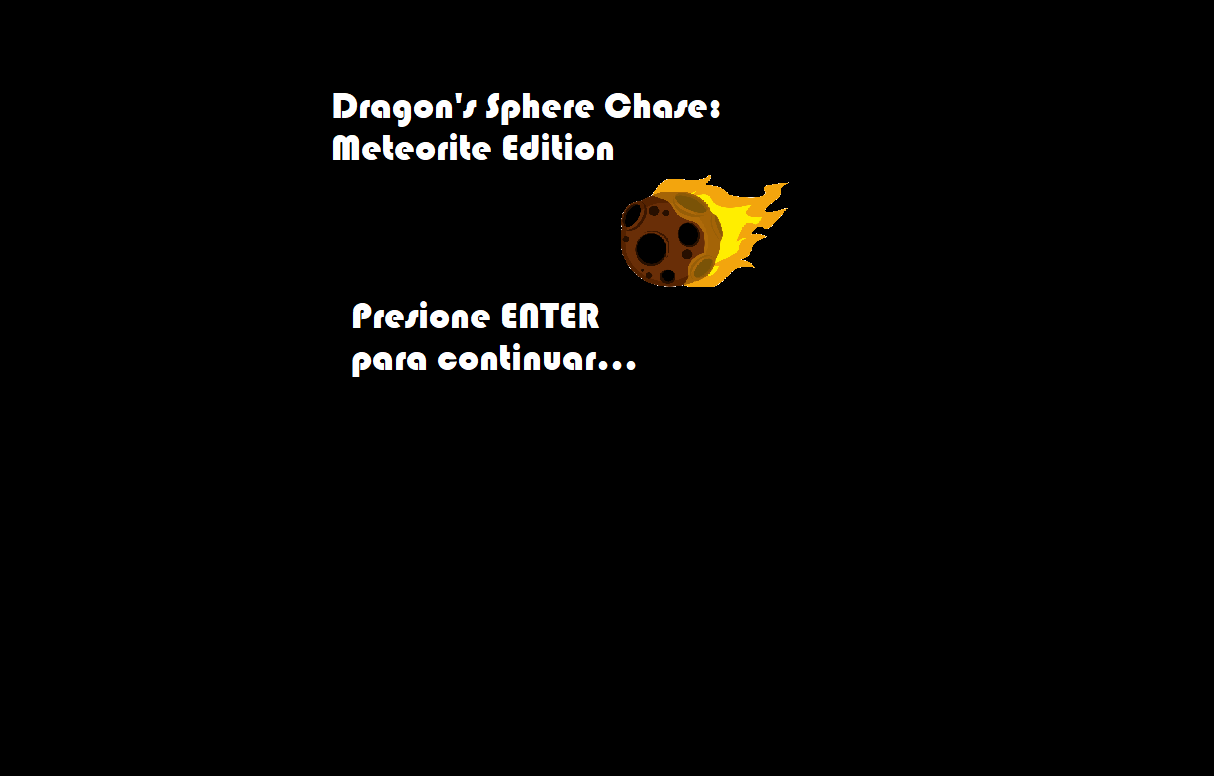 Dragon's Sphere Chase:
Meteorite Edition
Presione ENTER
para continuar...